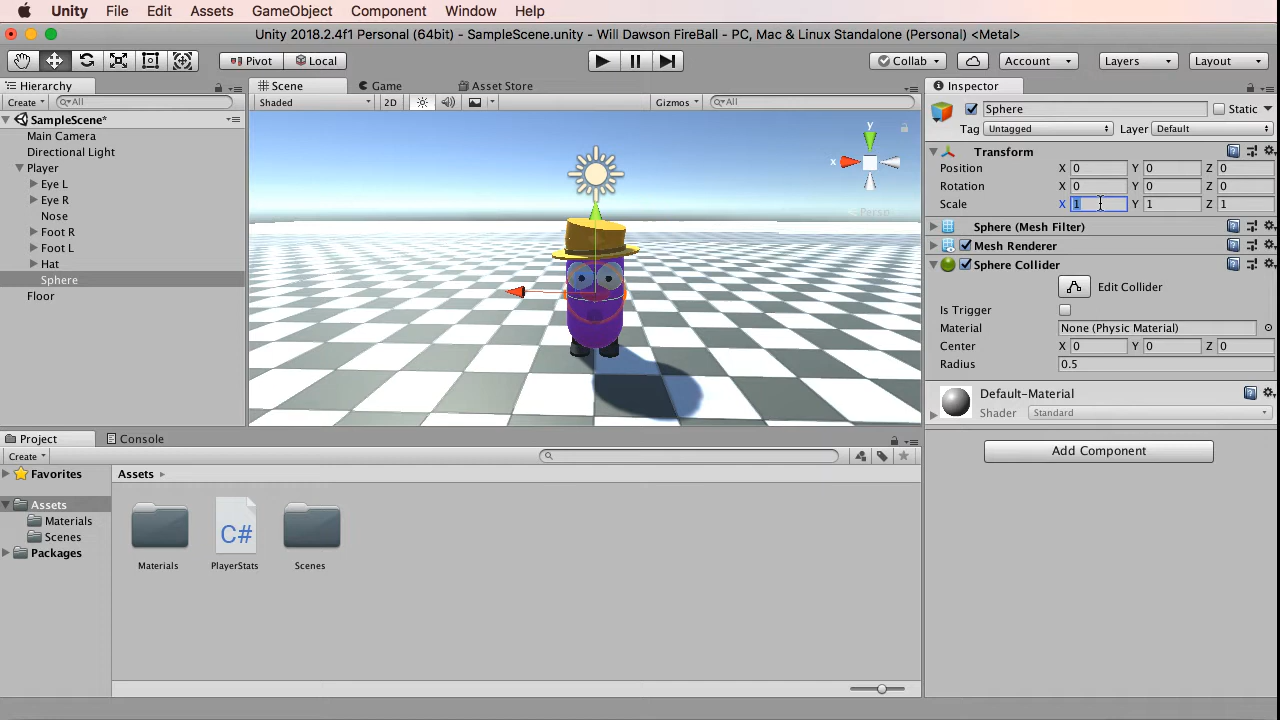 Unity File Edit Assets GameObject Component Window Help
Unity 2018.2.4f1 Personal (64bit) - SampleScene.unity - Will Dawson FireBall - PC, Mac & Linux Standalone (Personal) <Metal>
Pivot Local Collab Account Layers Layout
Hierarchy
Create All
SampleScene*
Main Camera
Directional Light
Player
Eye L
Eye R
Nose
Foot R
Foot L
Hat
Sphere
Floor
Scene Game Asset Store
Shaded 2D Gizmos All
y
x
Persp
Inspector
Sphere Static
Tag Untagged Layer Default
Transform
Position X 0 Y 0 Z 0
Rotation X 0 Y 0 Z 0
Scale X 1 Y 1 Z 1
Sphere (Mesh Filter)
Mesh Renderer
Sphere Collider
Edit Collider
Is Trigger
Material None (Physic Material)
Center X 0 Y 0 Z 0
Radius 0.5
Default-Material
Shader Standard
Add Component
Project Console
Create
Favorites
Assets
Materials
Scenes
Packages
Assets
C#
Materials PlayerStats Scenes